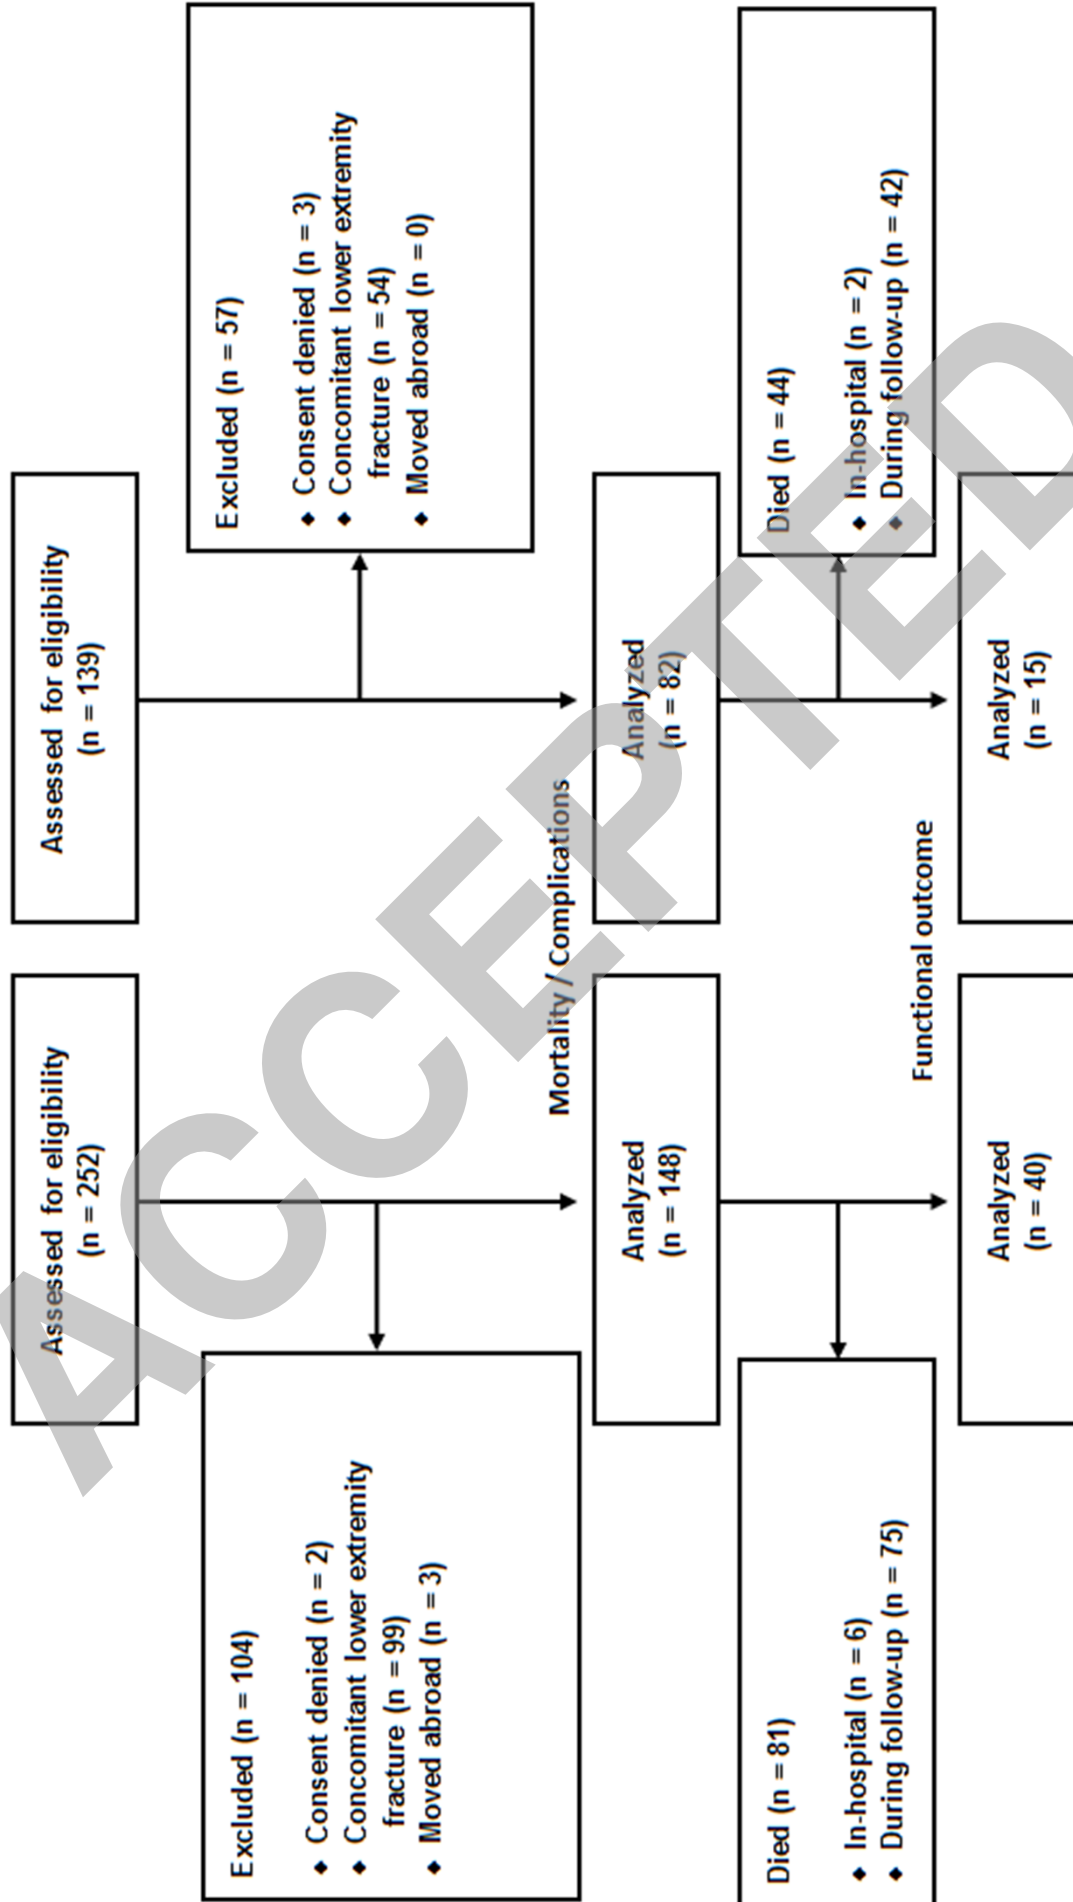 Assessed for eligibility
(n = 252)
Assessed for eligibility
(n = 139)
Excluded (n = 104)
◆ Consent denied (n = 2)
◆ Concomitant lower extremity
fracture (n = 99)
◆ Moved abroad (n = 3)
Excluded (n = 57)
◆ Consent denied (n = 3)
◆ Concomitant lower extremity
fracture (n = 54)
◆ Moved abroad (n = 0)
Mortality / Complications
Analyzed
(n = 148)
Analyzed
(n = 82)
Died (n = 81)
◆ In-hospital (n = 6)
◆ During follow-up (n = 75)
Died (n = 44)
◆ In-hospital (n = 2)
◆ During follow-up (n = 42)
Functional outcome
Analyzed
(n = 40)
Analyzed
(n = 15)
ACCEPTED